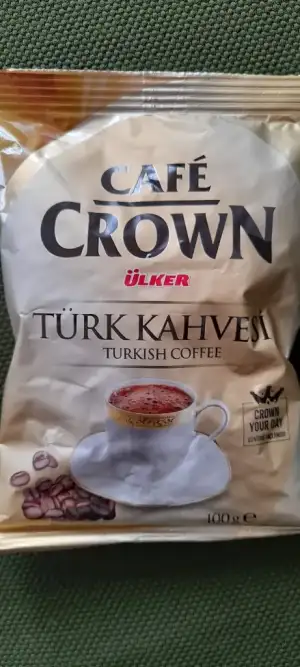 CAFÉ
CROWN
ÜLKER
TÜRK KAHVESİ
TURKISH COFFEE
CROWN
YOUR DAY
100 g e